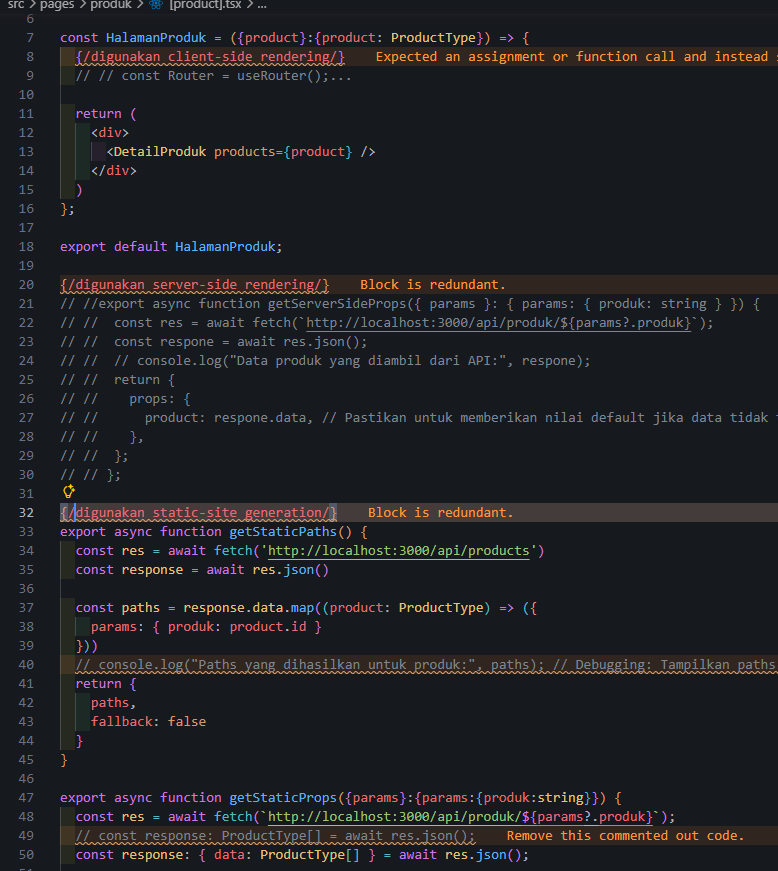 src > pages > produk > [product].tsx > ...
6
7 const HalamanProduk = ({product}:{product: ProductType}) => {
8 {/digunakan client-side rendering/} Expected an assignment or function call and instead
9 // // const Router = useRouter();...
10
11 return (
12 <div>
13 <DetailProduk products={product} />
14 </div>
15 )
16 };
17
18 export default HalamanProduk;
19
20 {/digunakan server-side rendering/} Block is redundant.
21 // //export async function getServerSideProps({ params }: { params: { produk: string } }) {
22 // // const res = await fetch(`http://localhost:3000/api/produk/${params?.produk}`);
23 // // const respone = await res.json();
24 // // // console.log("Data produk yang diambil dari API:", respone);
25 // // return {
26 // // props: {
27 // // product: respone.data, // Pastikan untuk memberikan nilai default jika data tidak
28 // // },
29 // // };
30 // // };
31
32 {/digunakan static-site generation/} Block is redundant.
33 export async function getStaticPaths() {
34 const res = await fetch('http://localhost:3000/api/products')
35 const response = await res.json()
36
37 const paths = response.data.map((product: ProductType) => ({
38 params: { produk: product.id }
39 }))
40 // console.log("Paths yang dihasilkan untuk produk:", paths); // Debugging: Tampilkan paths
41 return {
42 paths,
43 fallback: false
44 }
45 }
46
47 export async function getStaticProps({params}:{params:{produk:string}}) {
48 const res = await fetch(`http://localhost:3000/api/produk/${params?.produk}`);
49 // const response: ProductType[] = await res.json(); Remove this commented out code.
50 const response: { data: ProductType[] } = await res.json();